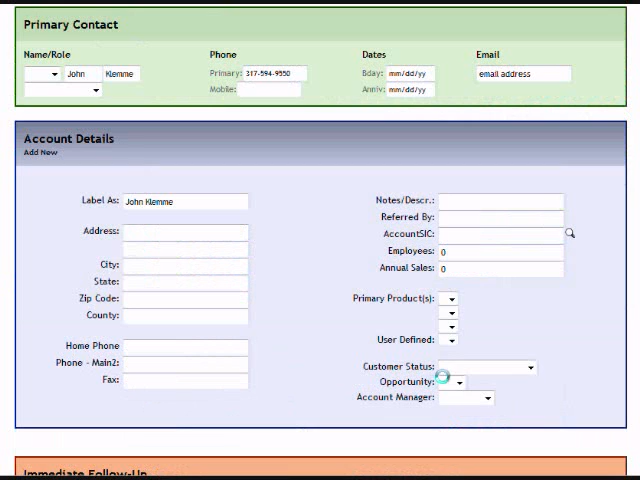 Primary Contact
Name/Role
Phone
Dates
Email
John
Klemme
Primary: 317-594-9550
Bday: mm/dd/yy
email address
Mobile:
Anniv: mm/dd/yy
Account Details
Add New
Label As: John Klemme
Address:
City:
State:
Zip Code:
County:
Home Phone
Phone - Main2:
Fax:
Notes/Descr.:
Referred By:
AccountSIC:
Employees: 0
Annual Sales: 0
Primary Product(s):
User Defined:
Customer Status:
Opportunity:
Account Manager:
Immediate Follow-Up